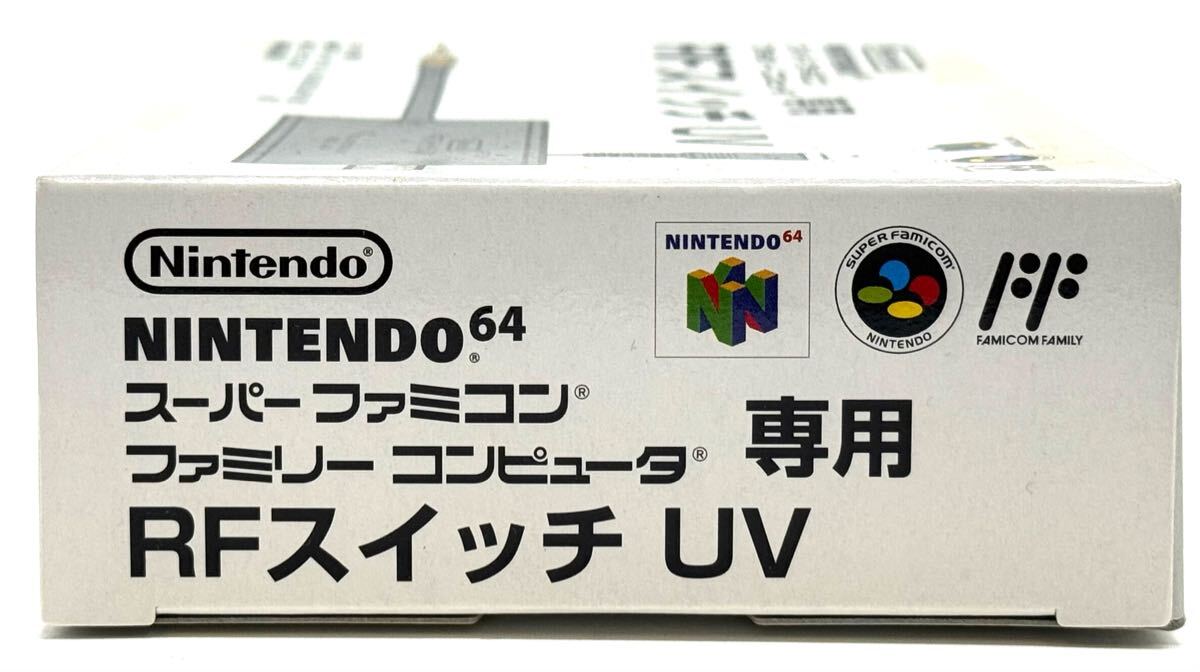 Nintendo®
NINTENDO64®
スーパーファミコン®
ファミリーコンピュータ® 専用
RFスイッチ UV
NINTENDO64
SUPER FAMICOM®
NINTENDO
FAMICOM FAMILY